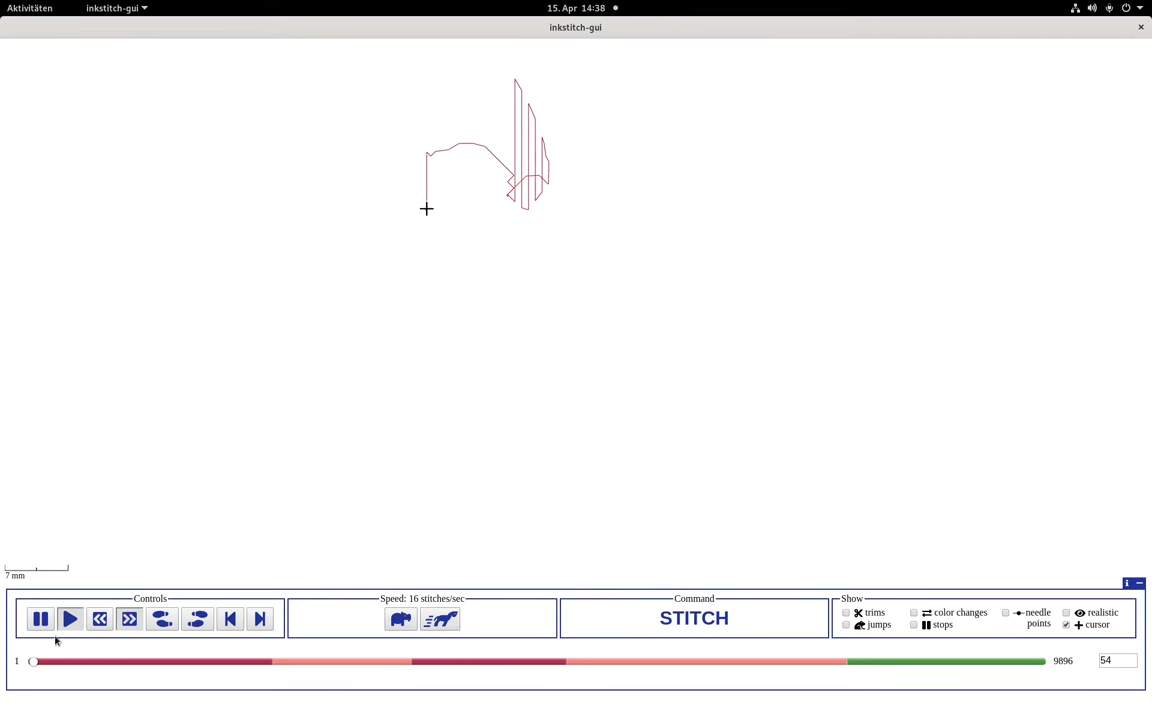 Aktivitäten inkstitch-gui 15. Apr 14:38
inkstitch-gui
7 mm
Controls Speed: 16 stitches/sec Command Show
STITCH
trims color changes needle points realistic
jumps stops cursor
1 9896 54